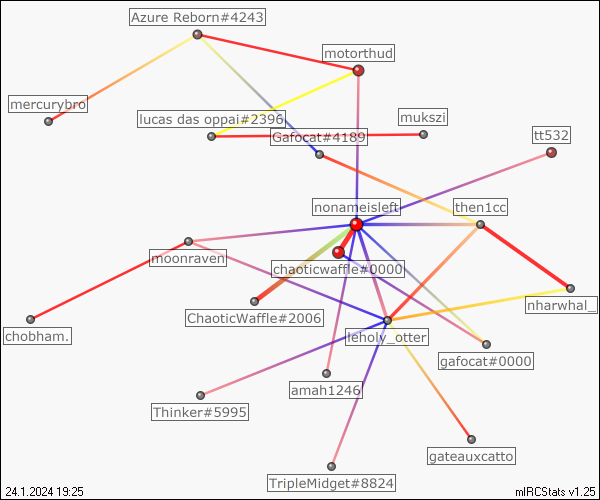 Azure Reborn#4243
motorthud
mercurybro
lucas das oppai#2396
mukszi
Gafocat#4189
tt532
nonameisleft
then1cc
moonraven
chaoticwaffle#0000
nharwhal_
ChaoticWaffle#2006
chobham.
leholy_otter
gafocat#0000
amah1246
Thinker#5995
gateauxcatto
TripleMidget#8824
24.1.2024 19:25
mIRCStats v1.25